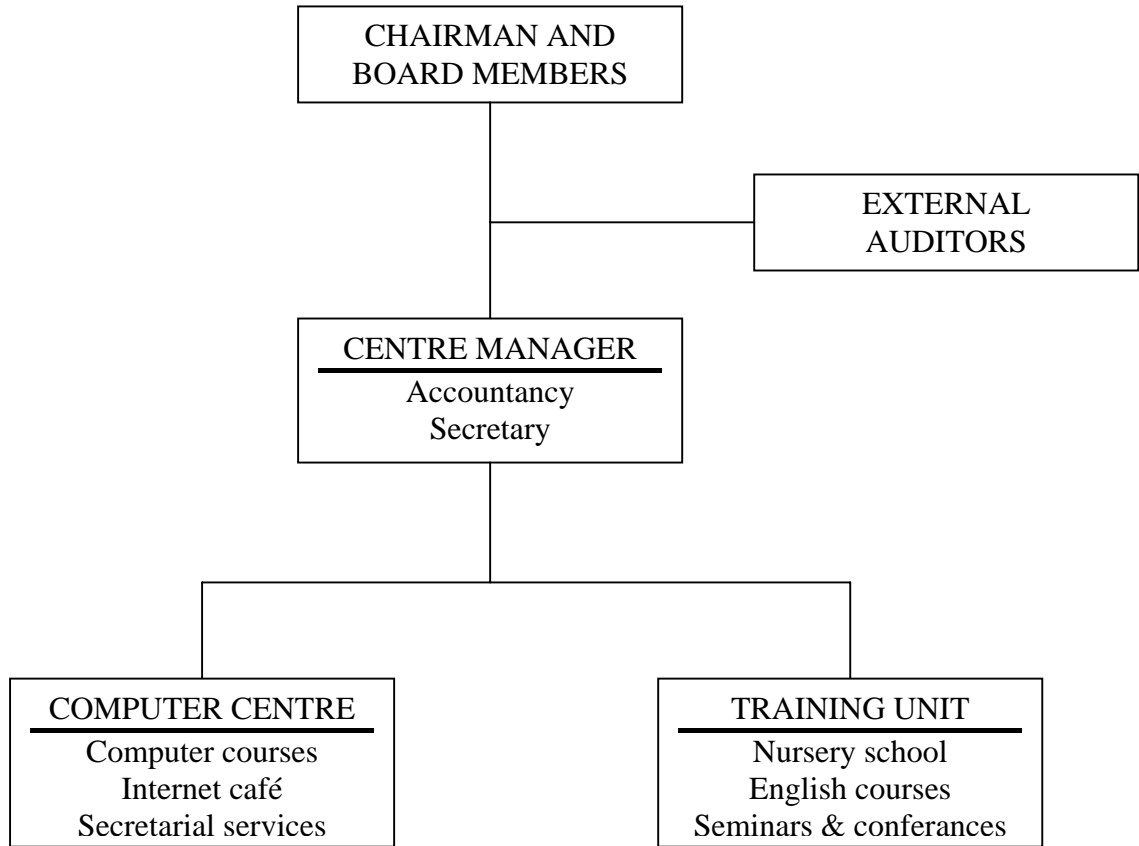 CHAIRMAN AND
BOARD MEMBERS
EXTERNAL
AUDITORS
CENTRE MANAGER
Accountancy
Secretary
COMPUTER CENTRE
Computer courses
Internet café
Secretarial services
TRAINING UNIT
Nursery school
English courses
Seminars & conferances